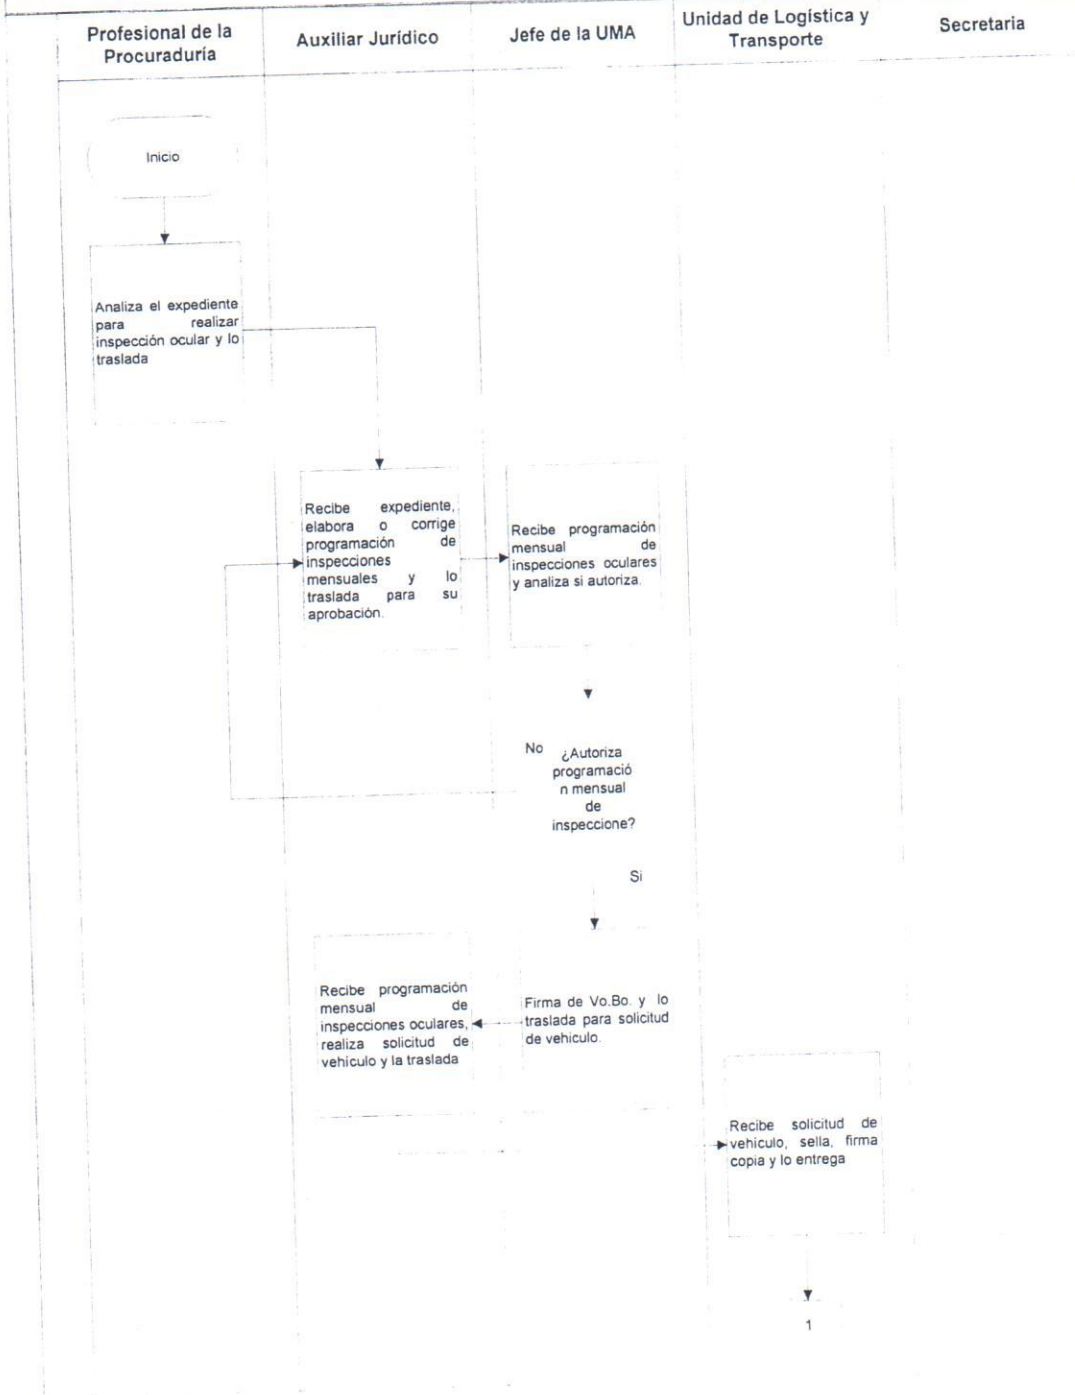 Profesional de la
Procuraduría
Auxiliar Jurídico
Jefe de la UMA
Unidad de Logística y
Transporte
Secretaria
Inicio
Analiza el expediente
para realizar
inspección ocular y lo
traslada
Recibe expediente,
elabora o corrige
programación de
inspecciones
mensuales y lo
traslada para su
aprobación.
Recibe programación
mensual de
inspecciones oculares
y analiza si autoriza.
No
¿Autoriza
programació
n mensual
de
inspeccione?
Si
Recibe programación
mensual de
inspecciones oculares,
realiza solicitud de
vehiculo y la traslada
Firma de Vo.Bo. y lo
traslada para solicitud
de vehiculo.
Recibe solicitud de
vehiculo, sella, firma
copia y lo entrega
1